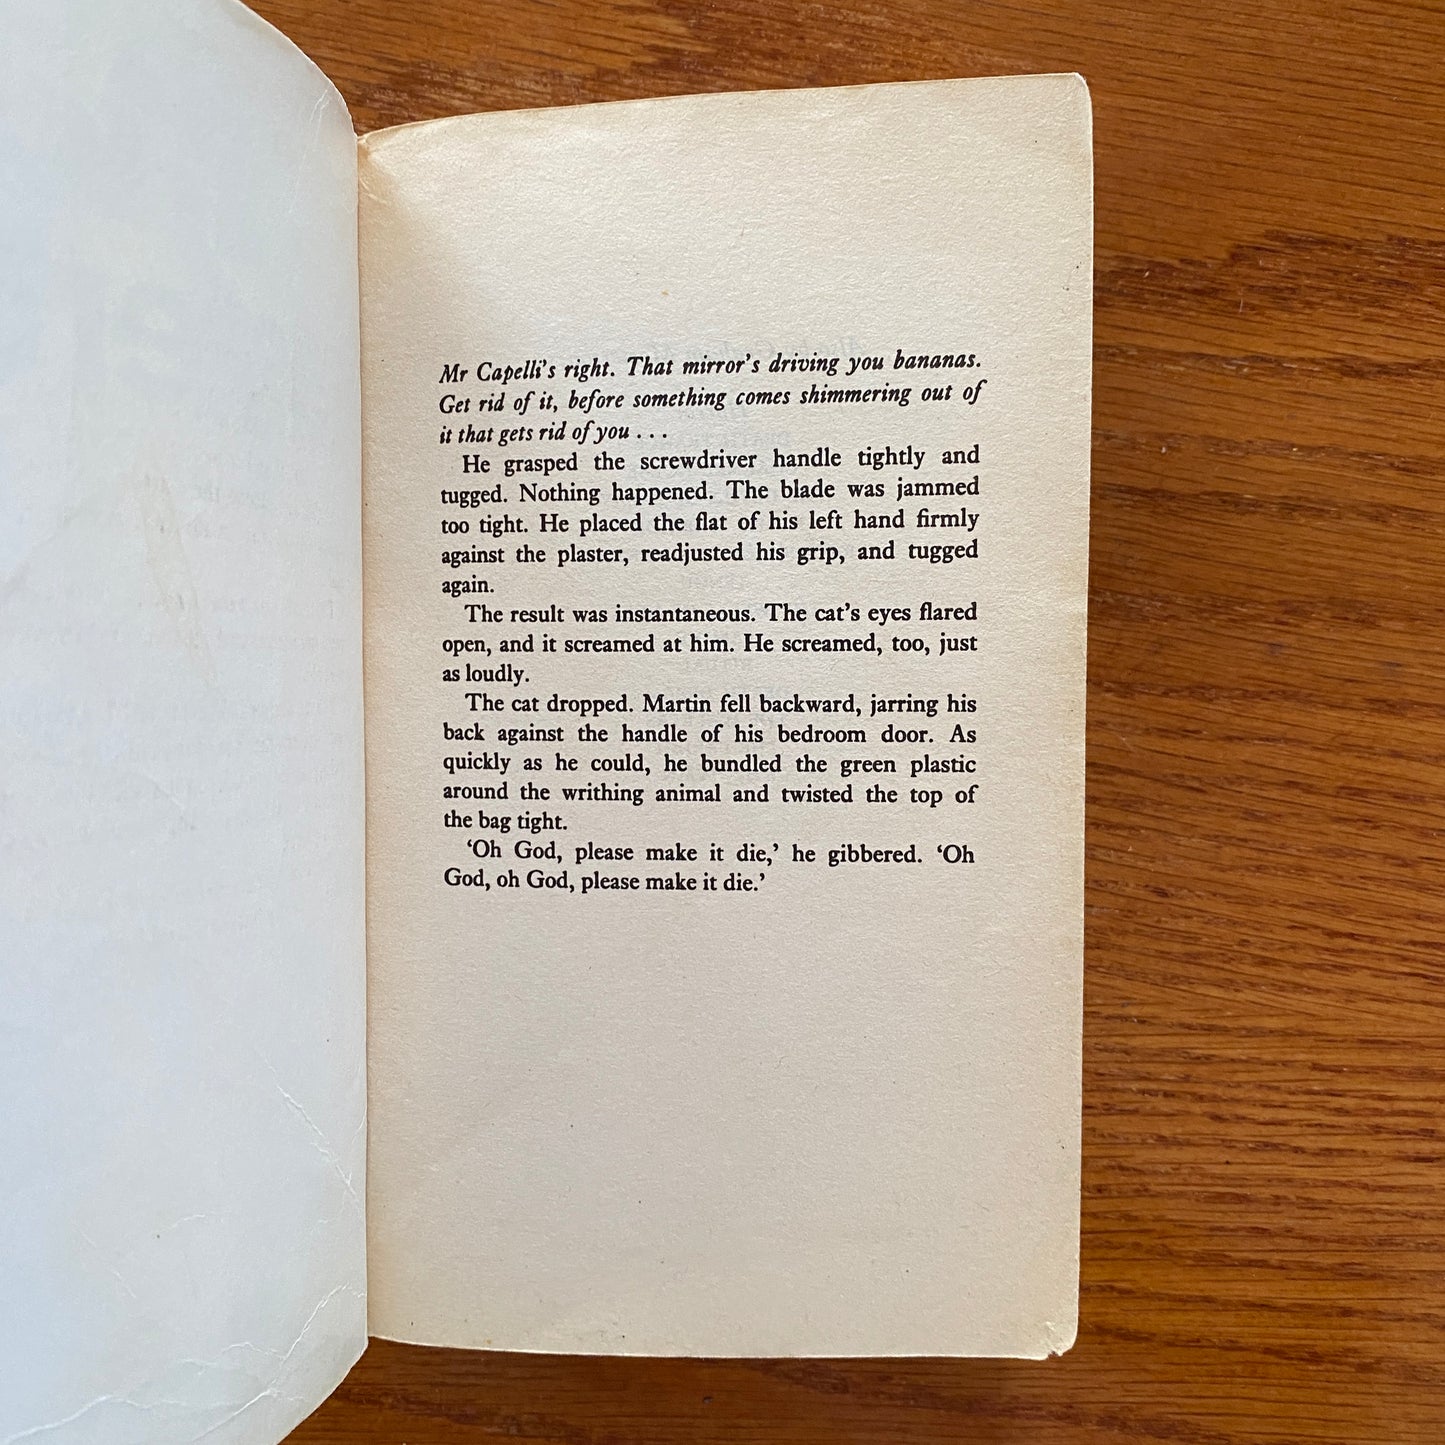 Mr Capelli's right. That mirror's driving you bananas.
Get rid of it, before something comes shimmering out of
it that gets rid of you . . .
He grasped the screwdriver handle tightly and
tugged. Nothing happened. The blade was jammed
too tight. He placed the flat of his left hand firmly
against the plaster, readjusted his grip, and tugged
again.
The result was instantaneous. The cat's eyes flared
open, and it screamed at him. He screamed, too, just
as loudly.
The cat dropped. Martin fell backward, jarring his
back against the handle of his bedroom door. As
quickly as he could, he bundled the green plastic
around the writhing animal and twisted the top of
the bag tight.
‘Oh God, please make it die,’ he gibbered. ‘Oh
God, oh God, please make it die.’